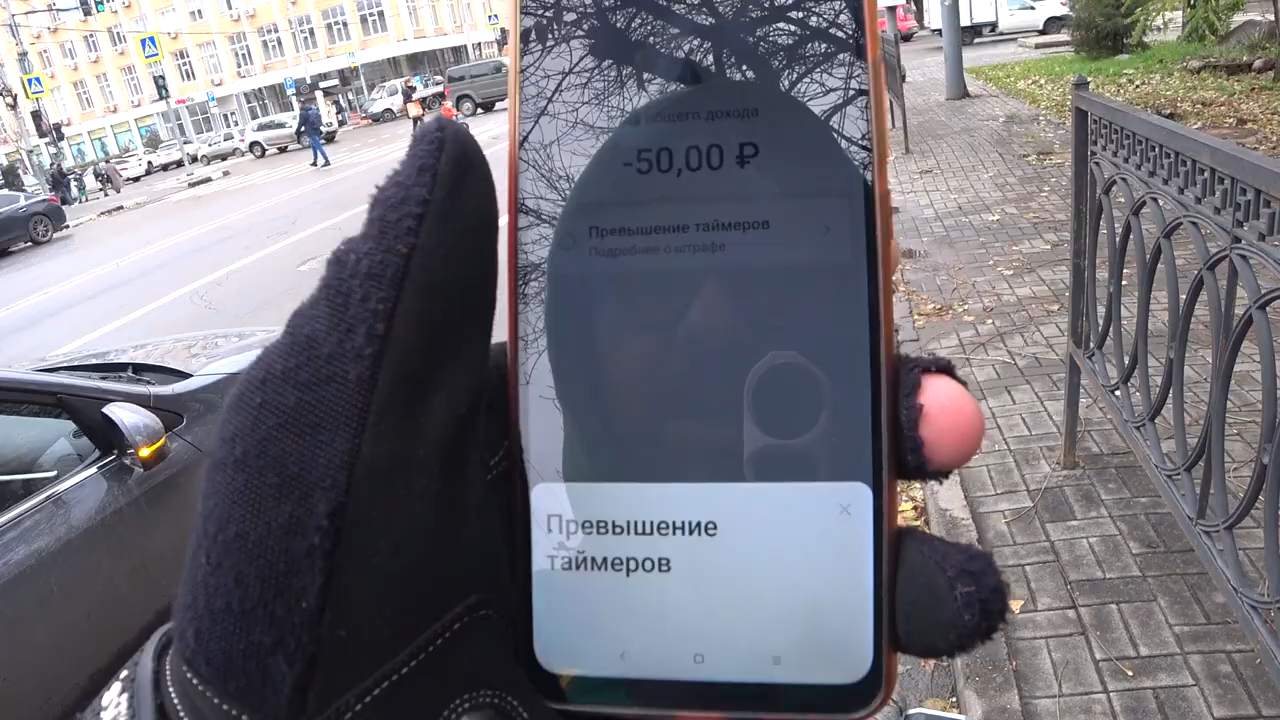 общего дохода
-50,00 ₽
Превышение таймеров
Подробнее о штрафе
Превышение
таймеров